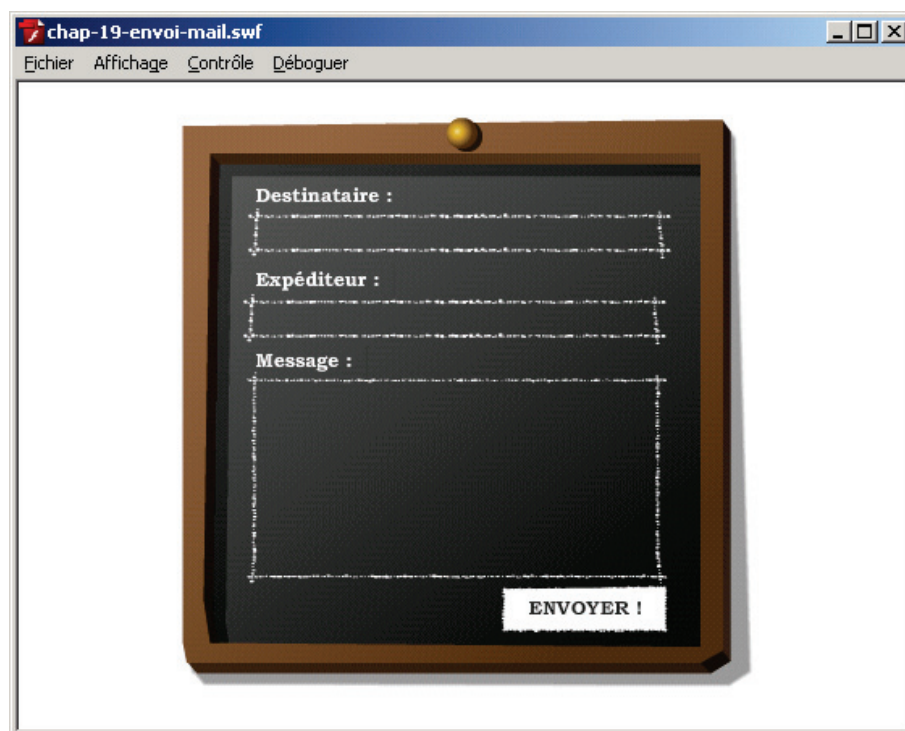 chap-19-envoi-mail.swf
Fichier Affichage Contrôle Déboguer
Destinataire :
Expéditeur :
Message :
ENVOYER !